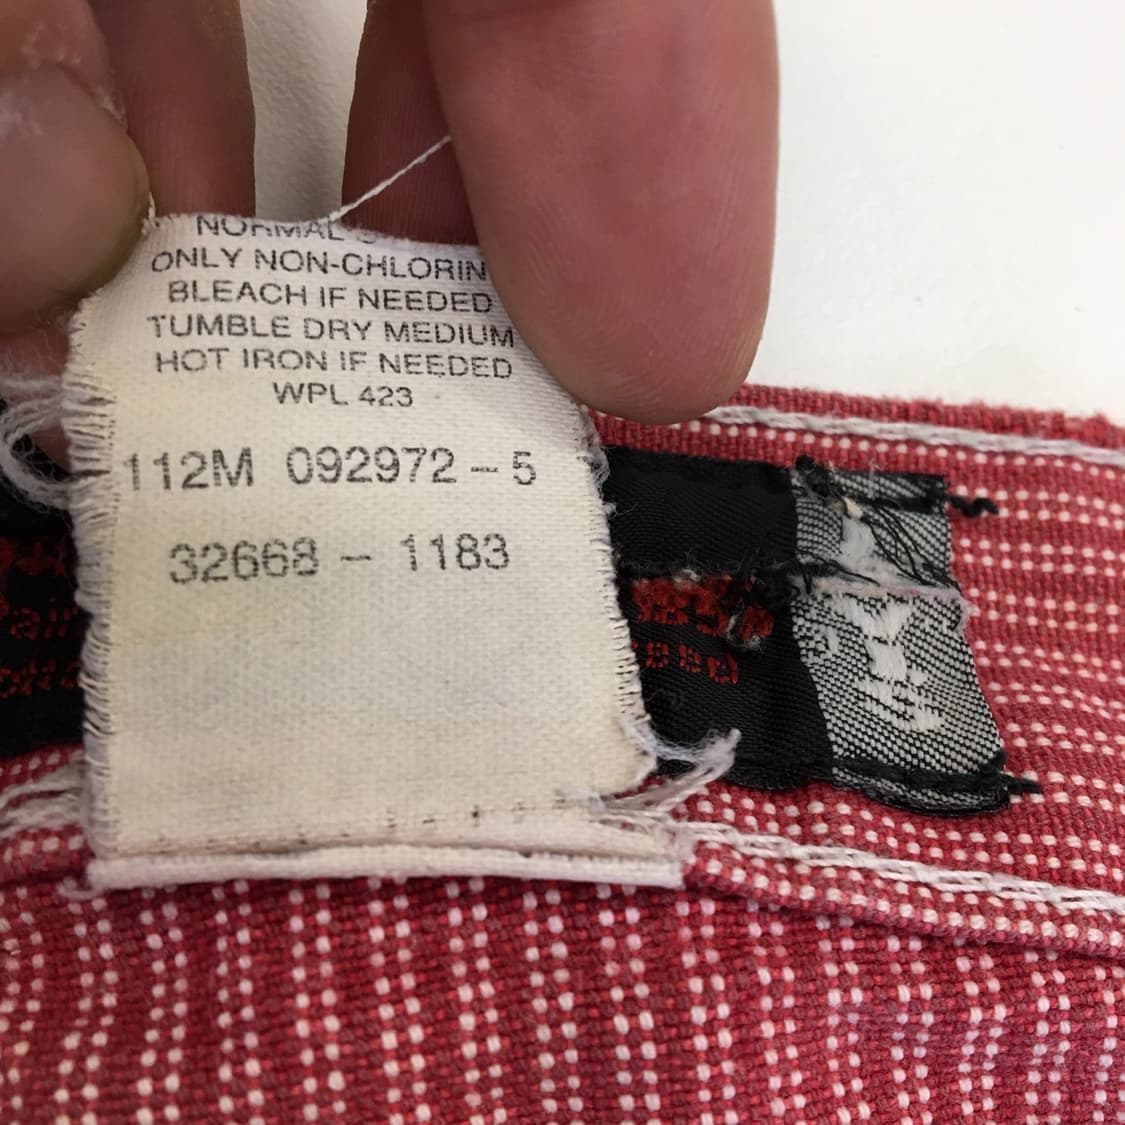 NORMAL
ONLY NON-CHLORIN
BLEACH IF NEEDED
TUMBLE DRY MEDIUM
HOT IRON IF NEEDED
WPL 423
112M 092972-5
32668 - 1183